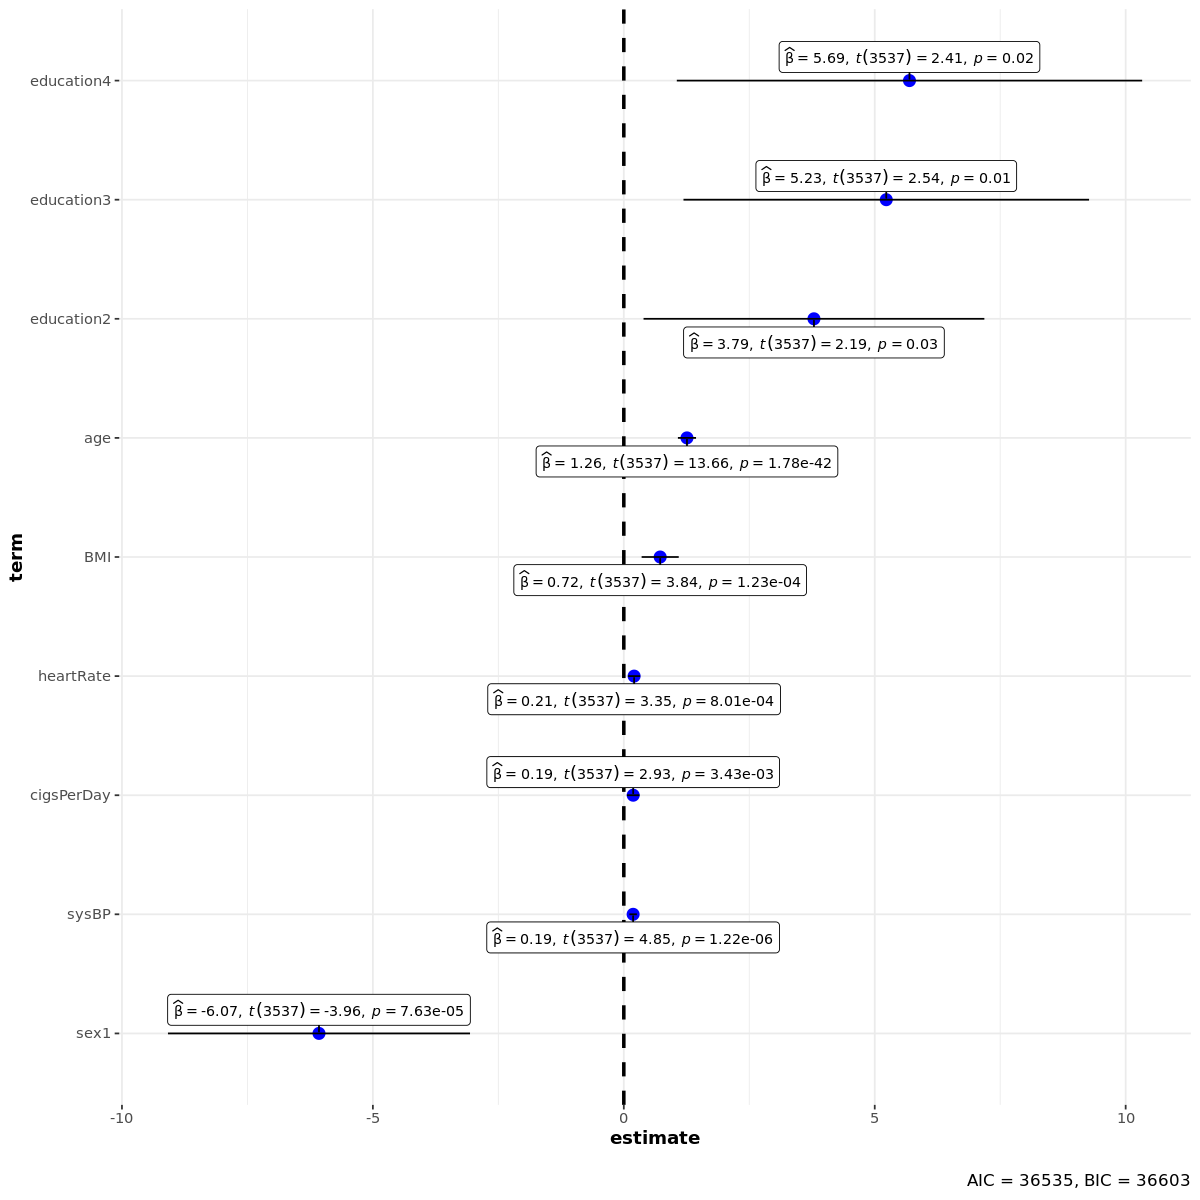 β̂ = 5.69, t(3537) = 2.41, p = 0.02
education4
β̂ = 5.23, t(3537) = 2.54, p = 0.01
education3
education2
β̂ = 3.79, t(3537) = 2.19, p = 0.03
age
β̂ = 1.26, t(3537) = 13.66, p = 1.78e-42
term
BMI
β̂ = 0.72, t(3537) = 3.84, p = 1.23e-04
heartRate
β̂ = 0.21, t(3537) = 3.35, p = 8.01e-04
β̂ = 0.19, t(3537) = 2.93, p = 3.43e-03
cigsPerDay
sysBP
β̂ = 0.19, t(3537) = 4.85, p = 1.22e-06
β̂ = -6.07, t(3537) = -3.96, p = 7.63e-05
sex1
-10 -5 0 5 10
estimate
AIC = 36535, BIC = 36603